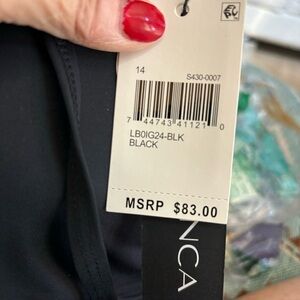 14 S430-0007
7 44743 41121 0
LB0IG24-BLK
BLACK
MSRP $83.00
NCA